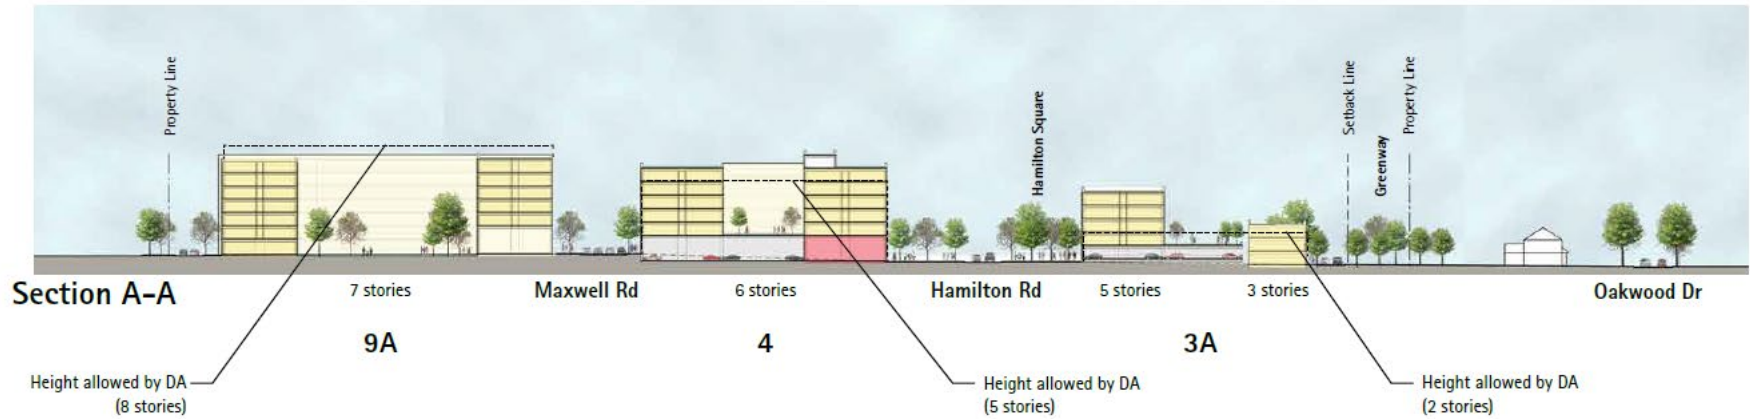 Property Line
Hamilton Square
Setback Line
Greenway
Property Line
Section A-A
7 stories
Maxwell Rd
6 stories
Hamilton Rd
5 stories
3 stories
Oakwood Dr
9A
4
3A
Height allowed by DA
(8 stories)
Height allowed by DA
(5 stories)
Height allowed by DA
(2 stories)